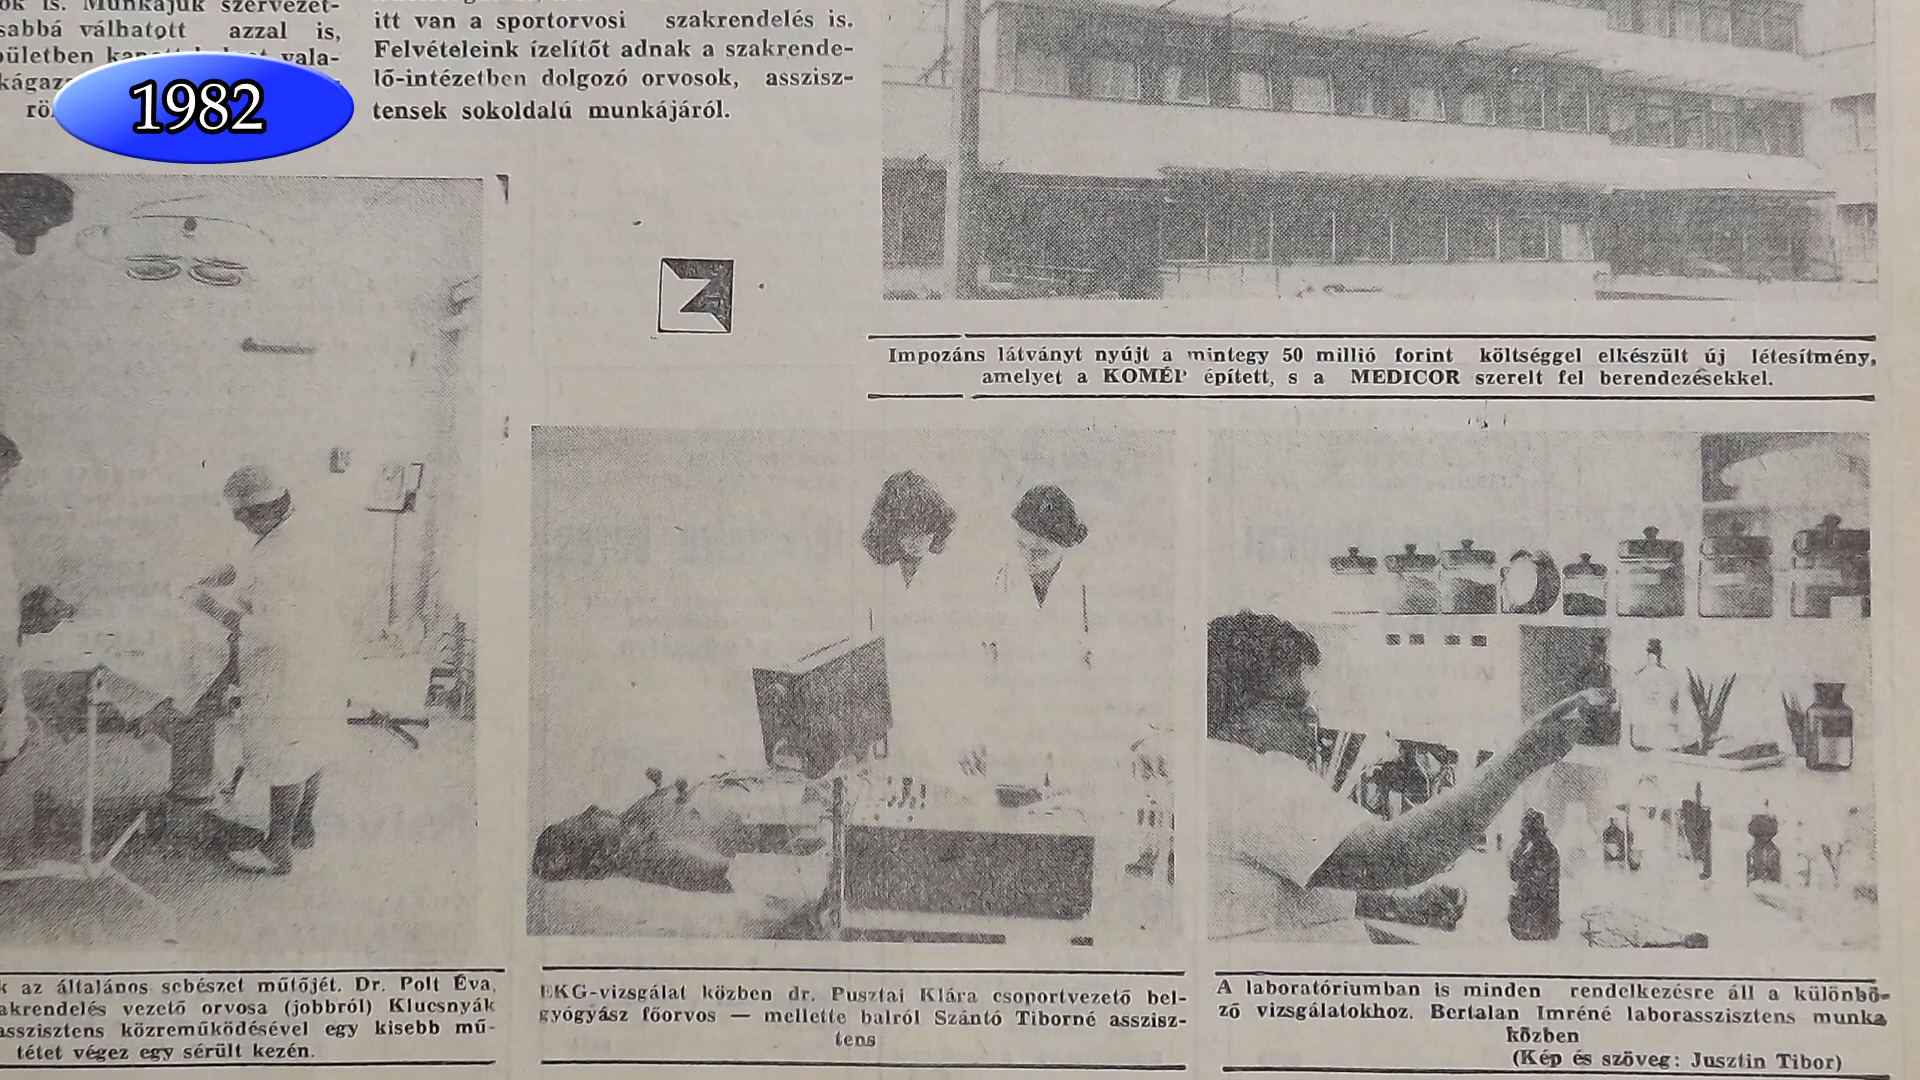 ok is. Munkájuk szervezet-
sabbá válhatott azzal is,
vala-
1982
itt van a sportorvosi szakrendelés is.
Felvételeink ízelítőt adnak a szakrende-
lő-intézetben dolgozó orvosok, asszisz-
tensek sokoldalú munkájáról.
Impozáns látványt nyújt a mintegy 50 millió forint költséggel elkészült új létesítmény,
amelyet a KOMÉP épített, s a MEDICOR szerelt fel berendezésekkel.
k az általános sebészet műtőjét. Dr. Polt Éva,
akrendelés vezető orvosa (jobbról) Klucsnyák
asszisztens közreműködésével egy kisebb mű-
tétet végez egy sérült kezén.
EKG-vizsgálat közben dr. Pusztai Klára csoportvezető bel-
gyógyász főorvos — mellette balról Szántó Tiborné asszisz-
tens
A laboratóriumban is minden rendelkezésre áll a különbö-
ző vizsgálatokhoz. Bertalan Imréné laborasszisztens munka
közben
(Kép és szöveg: Jusztin Tibor)